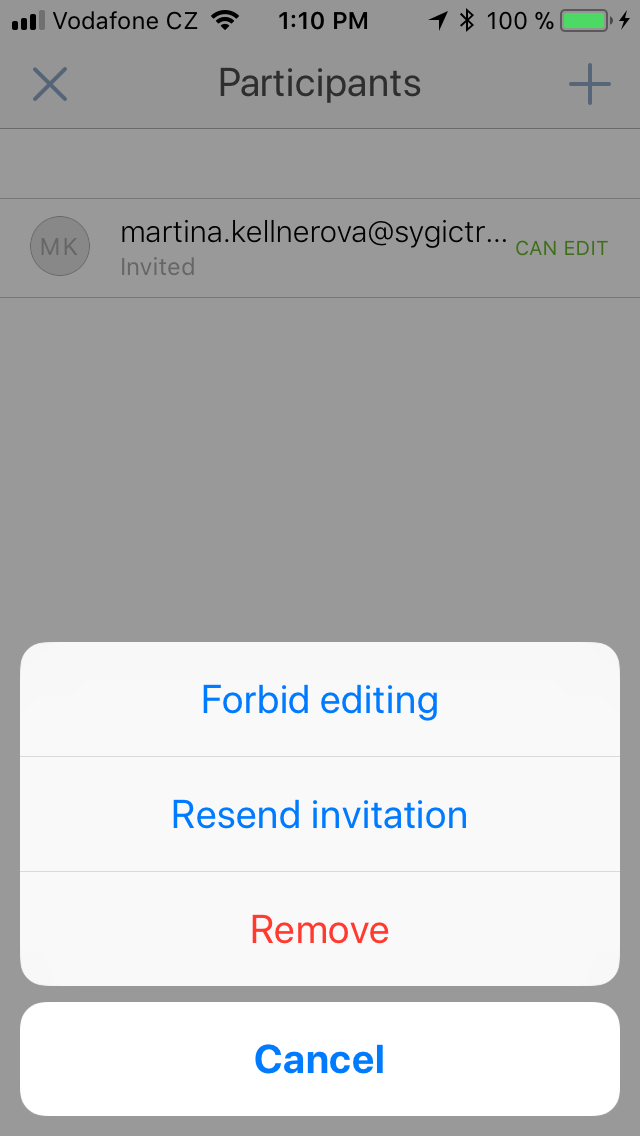 Vodafone CZ 1:10 PM 100 %
Participants
MK martina.kellnerova@sygictr... CAN EDIT
Invited
Forbid editing
Resend invitation
Remove
Cancel